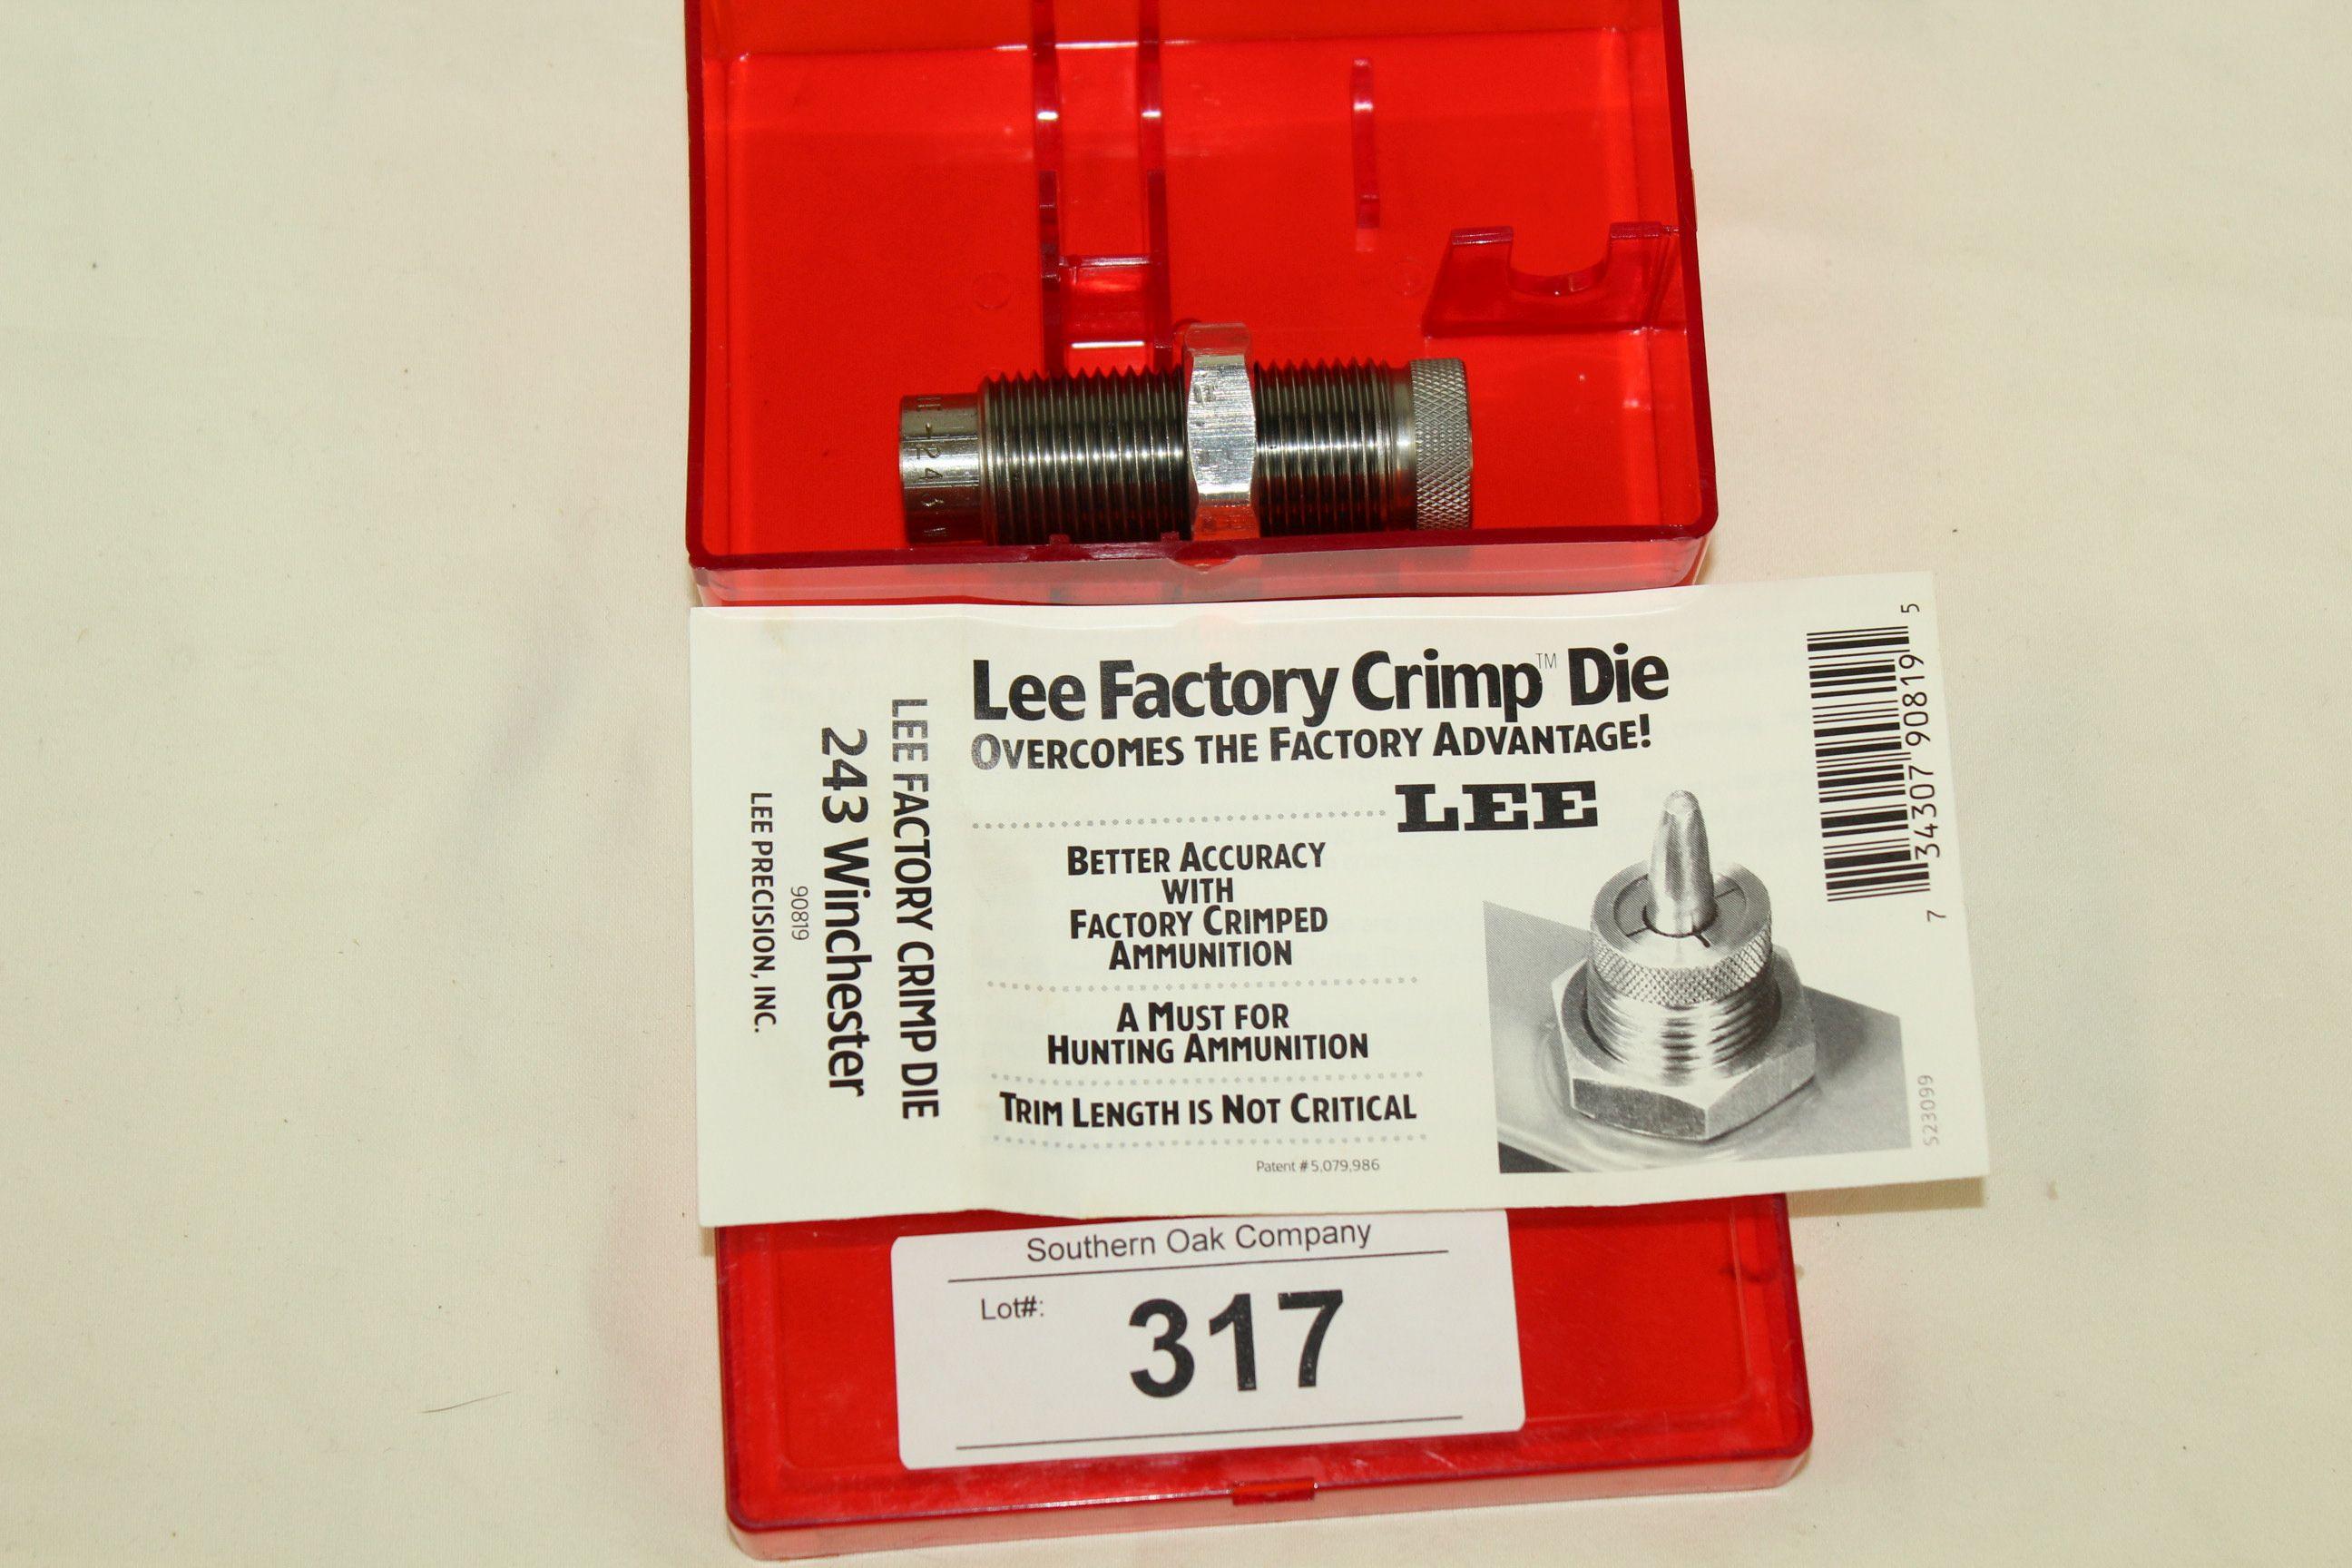 -243 W
Lee Factory Crimp™ Die
OVERCOMES THE FACTORY ADVANTAGE!
LEE
BETTER ACCURACY
WITH
FACTORY CRIMPED
AMMUNITION
A MUST FOR
HUNTING AMMUNITION
TRIM LENGTH IS NOT CRITICAL
Patent # 5,079,986
LEE FACTORY CRIMP DIE
243 Winchester
90819
LEE PRECISION, INC.
7 34307 90819 5
523099
Southern Oak Company
Lot#:
317